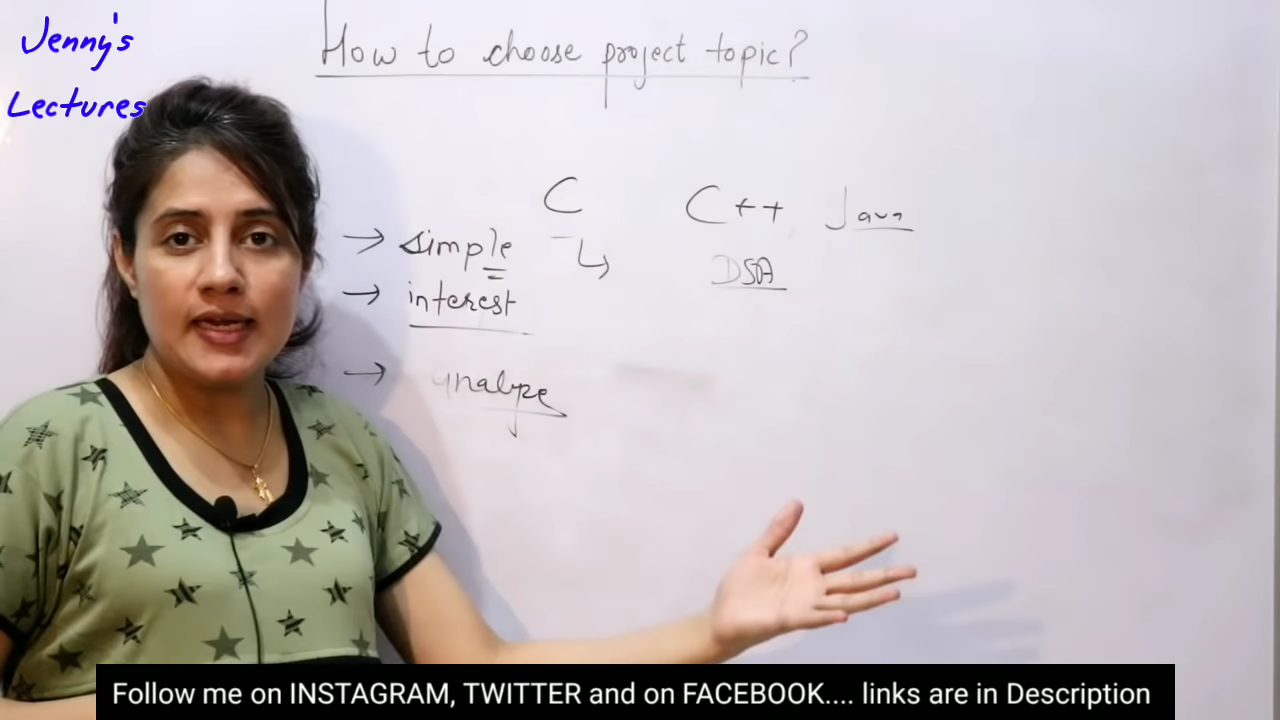 Jenny's
Lectures
How to choose project topic?
C C++ Java
→ simple
DSA
→ interest
→ analyze
Follow me on INSTAGRAM, TWITTER and on FACEBOOK.... links are in Description